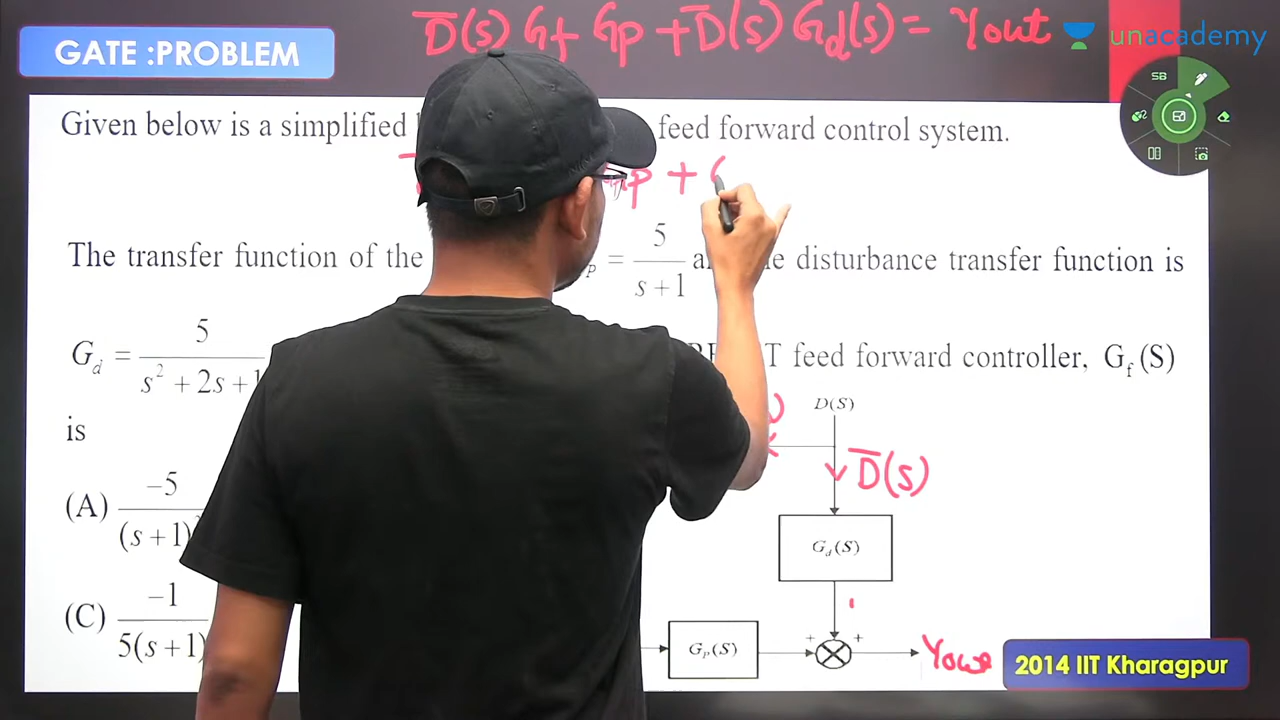 D̅(S) Gf Gp + D̅(S) Gd(S) = Yout
unacademy
GATE :PROBLEM
SB
Given below is a simplified feed forward control system.
Gp + G
The transfer function of the P = 5/(s+1) disturbance transfer function is
Gd = 5/(s² + 2s + 1 T feed forward controller, Gf(S)
is
D(S)
D̅(S)
(A) −5/(s+1)
Gd(S)
(C) −1/5(s+1)
+ +
GP(S)
2014 IIT Kharagpur